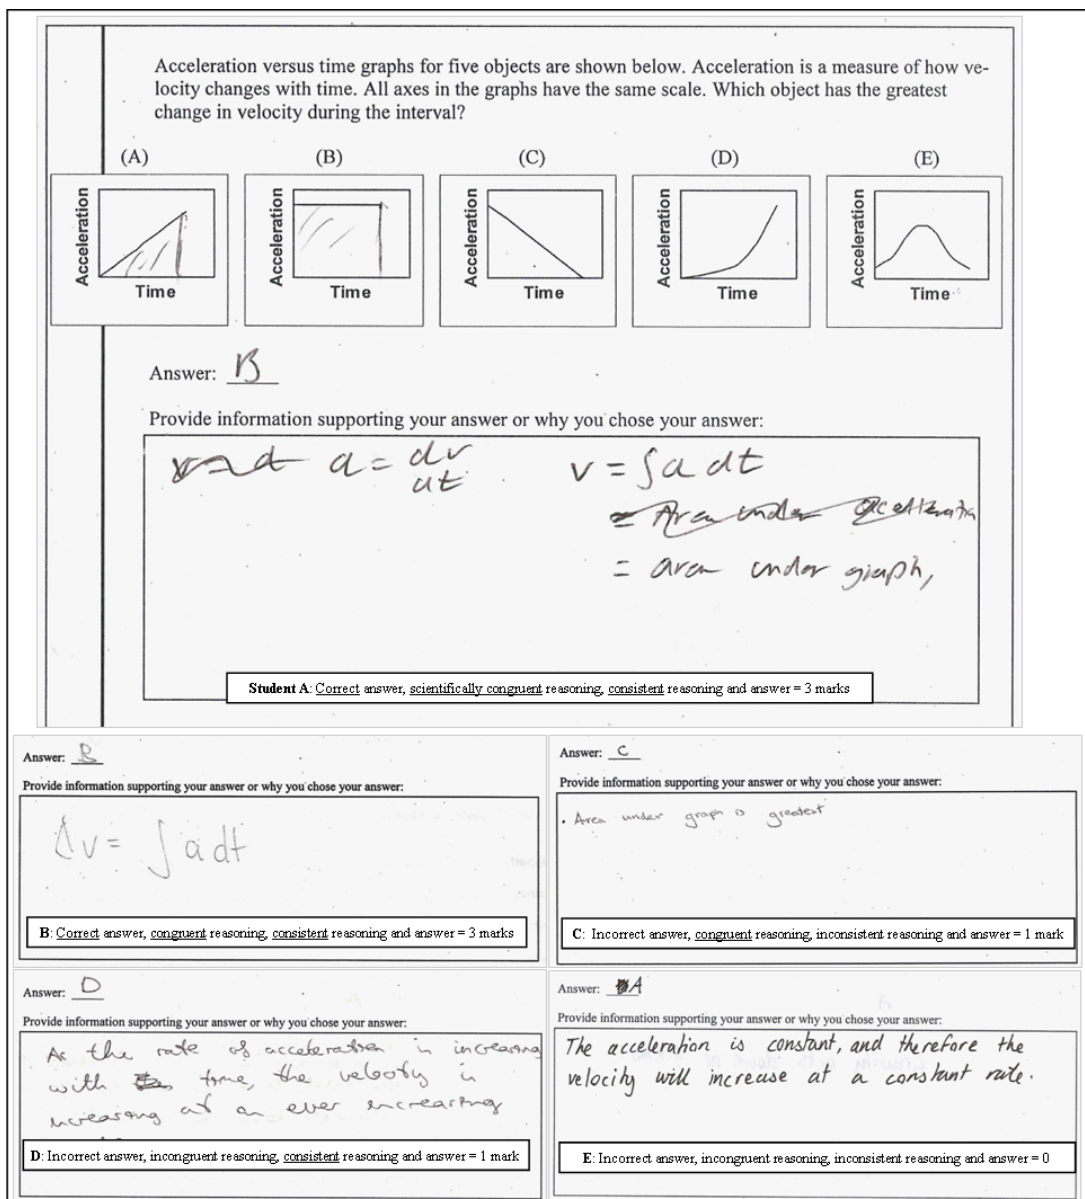 Acceleration versus time graphs for five objects are shown below. Acceleration is a measure of how ve-
locity changes with time. All axes in the graphs have the same scale. Which object has the greatest
change in velocity during the interval?
(A) (B) (C) (D) (E)
Acceleration Acceleration Acceleration Acceleration Acceleration
Time Time Time Time Time
Answer: B
Provide information supporting your answer or why you chose your answer:
a = dv v = ∫a dt
dt
= Area under acceleration
= area under graph,
Student A: Correct answer, scientifically congruent reasoning, consistent reasoning and answer = 3 marks
Answer: B
Provide information supporting your answer or why you chose your answer:
Δv = ∫a dt
B: Correct answer, congruent reasoning, consistent reasoning and answer = 3 marks
Answer: C
Provide information supporting your answer or why you chose your answer:
• Area under graph is greatest
C: Incorrect answer, congruent reasoning, inconsistent reasoning and answer = 1 mark
Answer: D
Provide information supporting your answer or why you chose your answer:
As the rate of acceleration is increasing
with time, the velocity is
increasing at an ever increasing
D: Incorrect answer, incongruent reasoning, consistent reasoning and answer = 1 mark
Answer: A
Provide information supporting your answer or why you chose your answer:
The acceleration is constant, and therefore the
velocity will increase at a constant rate.
E: Incorrect answer, incongruent reasoning, inconsistent reasoning and answer = 0